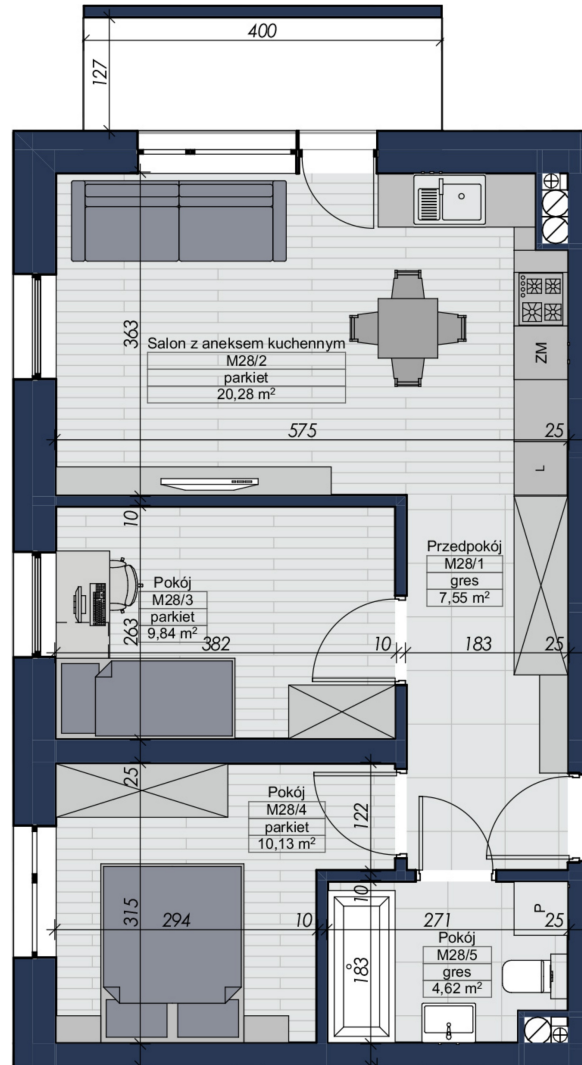 400
127
Salon z aneksem kuchennym
M28/2
parkiet
20,28 m²
363
ZM
575
25
L
10
Przedpokój
M28/1
gres
7,55 m²
Pokój
M28/3
parkiet
9,84 m²
263
382
10
183
25
25
Pokój
M28/4
parkiet
10,13 m²
122
10
315
294
10
271
25
P
183
Pokój
M28/5
gres
4,62 m²